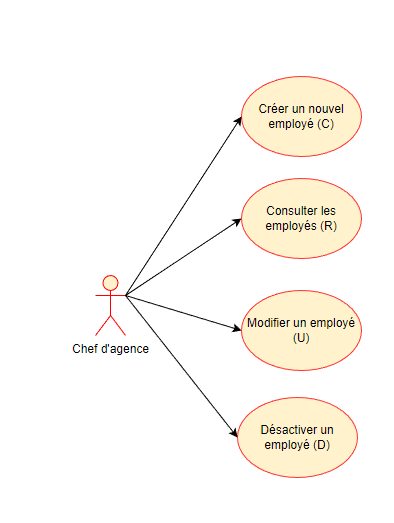 Créer un nouvel
employé (C)
Consulter les
employés (R)
Modifier un employé
(U)
Chef d'agence
Désactiver un
employé (D)